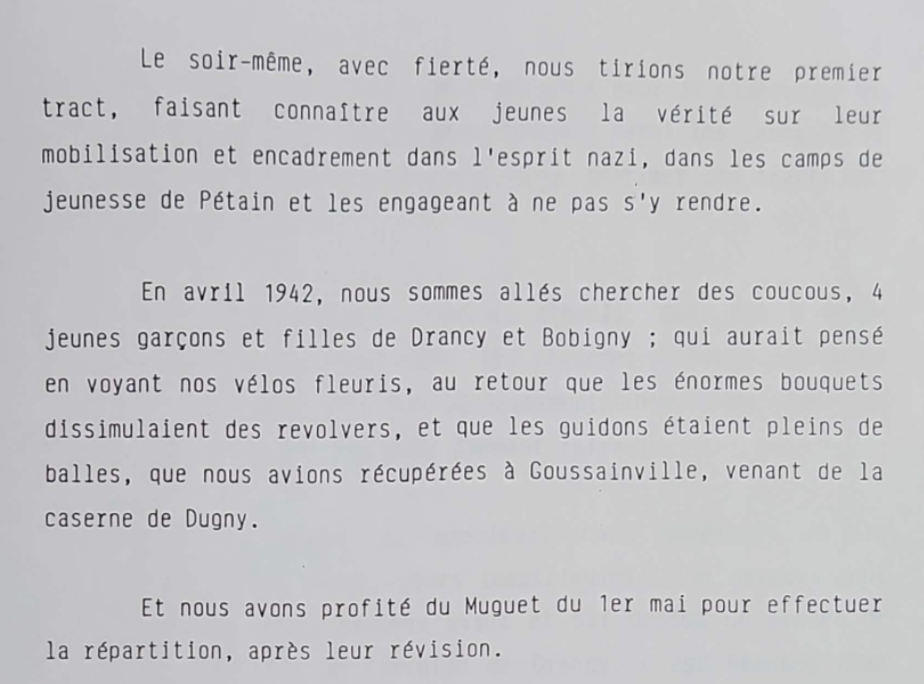 Le soir-même, avec fierté, nous tirions notre premier
tract, faisant connaître aux jeunes la vérité sur leur
mobilisation et encadrement dans l'esprit nazi, dans les camps de
jeunesse de Pétain et les engageant à ne pas s'y rendre.
En avril 1942, nous sommes allés chercher des coucous, 4
jeunes garçons et filles de Drancy et Bobigny ; qui aurait pensé
en voyant nos vélos fleuris, au retour que les énormes bouquets
dissimulaient des revolvers, et que les guidons étaient pleins de
balles, que nous avions récupérées à Goussainville, venant de la
caserne de Dugny.
Et nous avons profité du Muguet du 1er mai pour effectuer
la répartition, après leur révision.